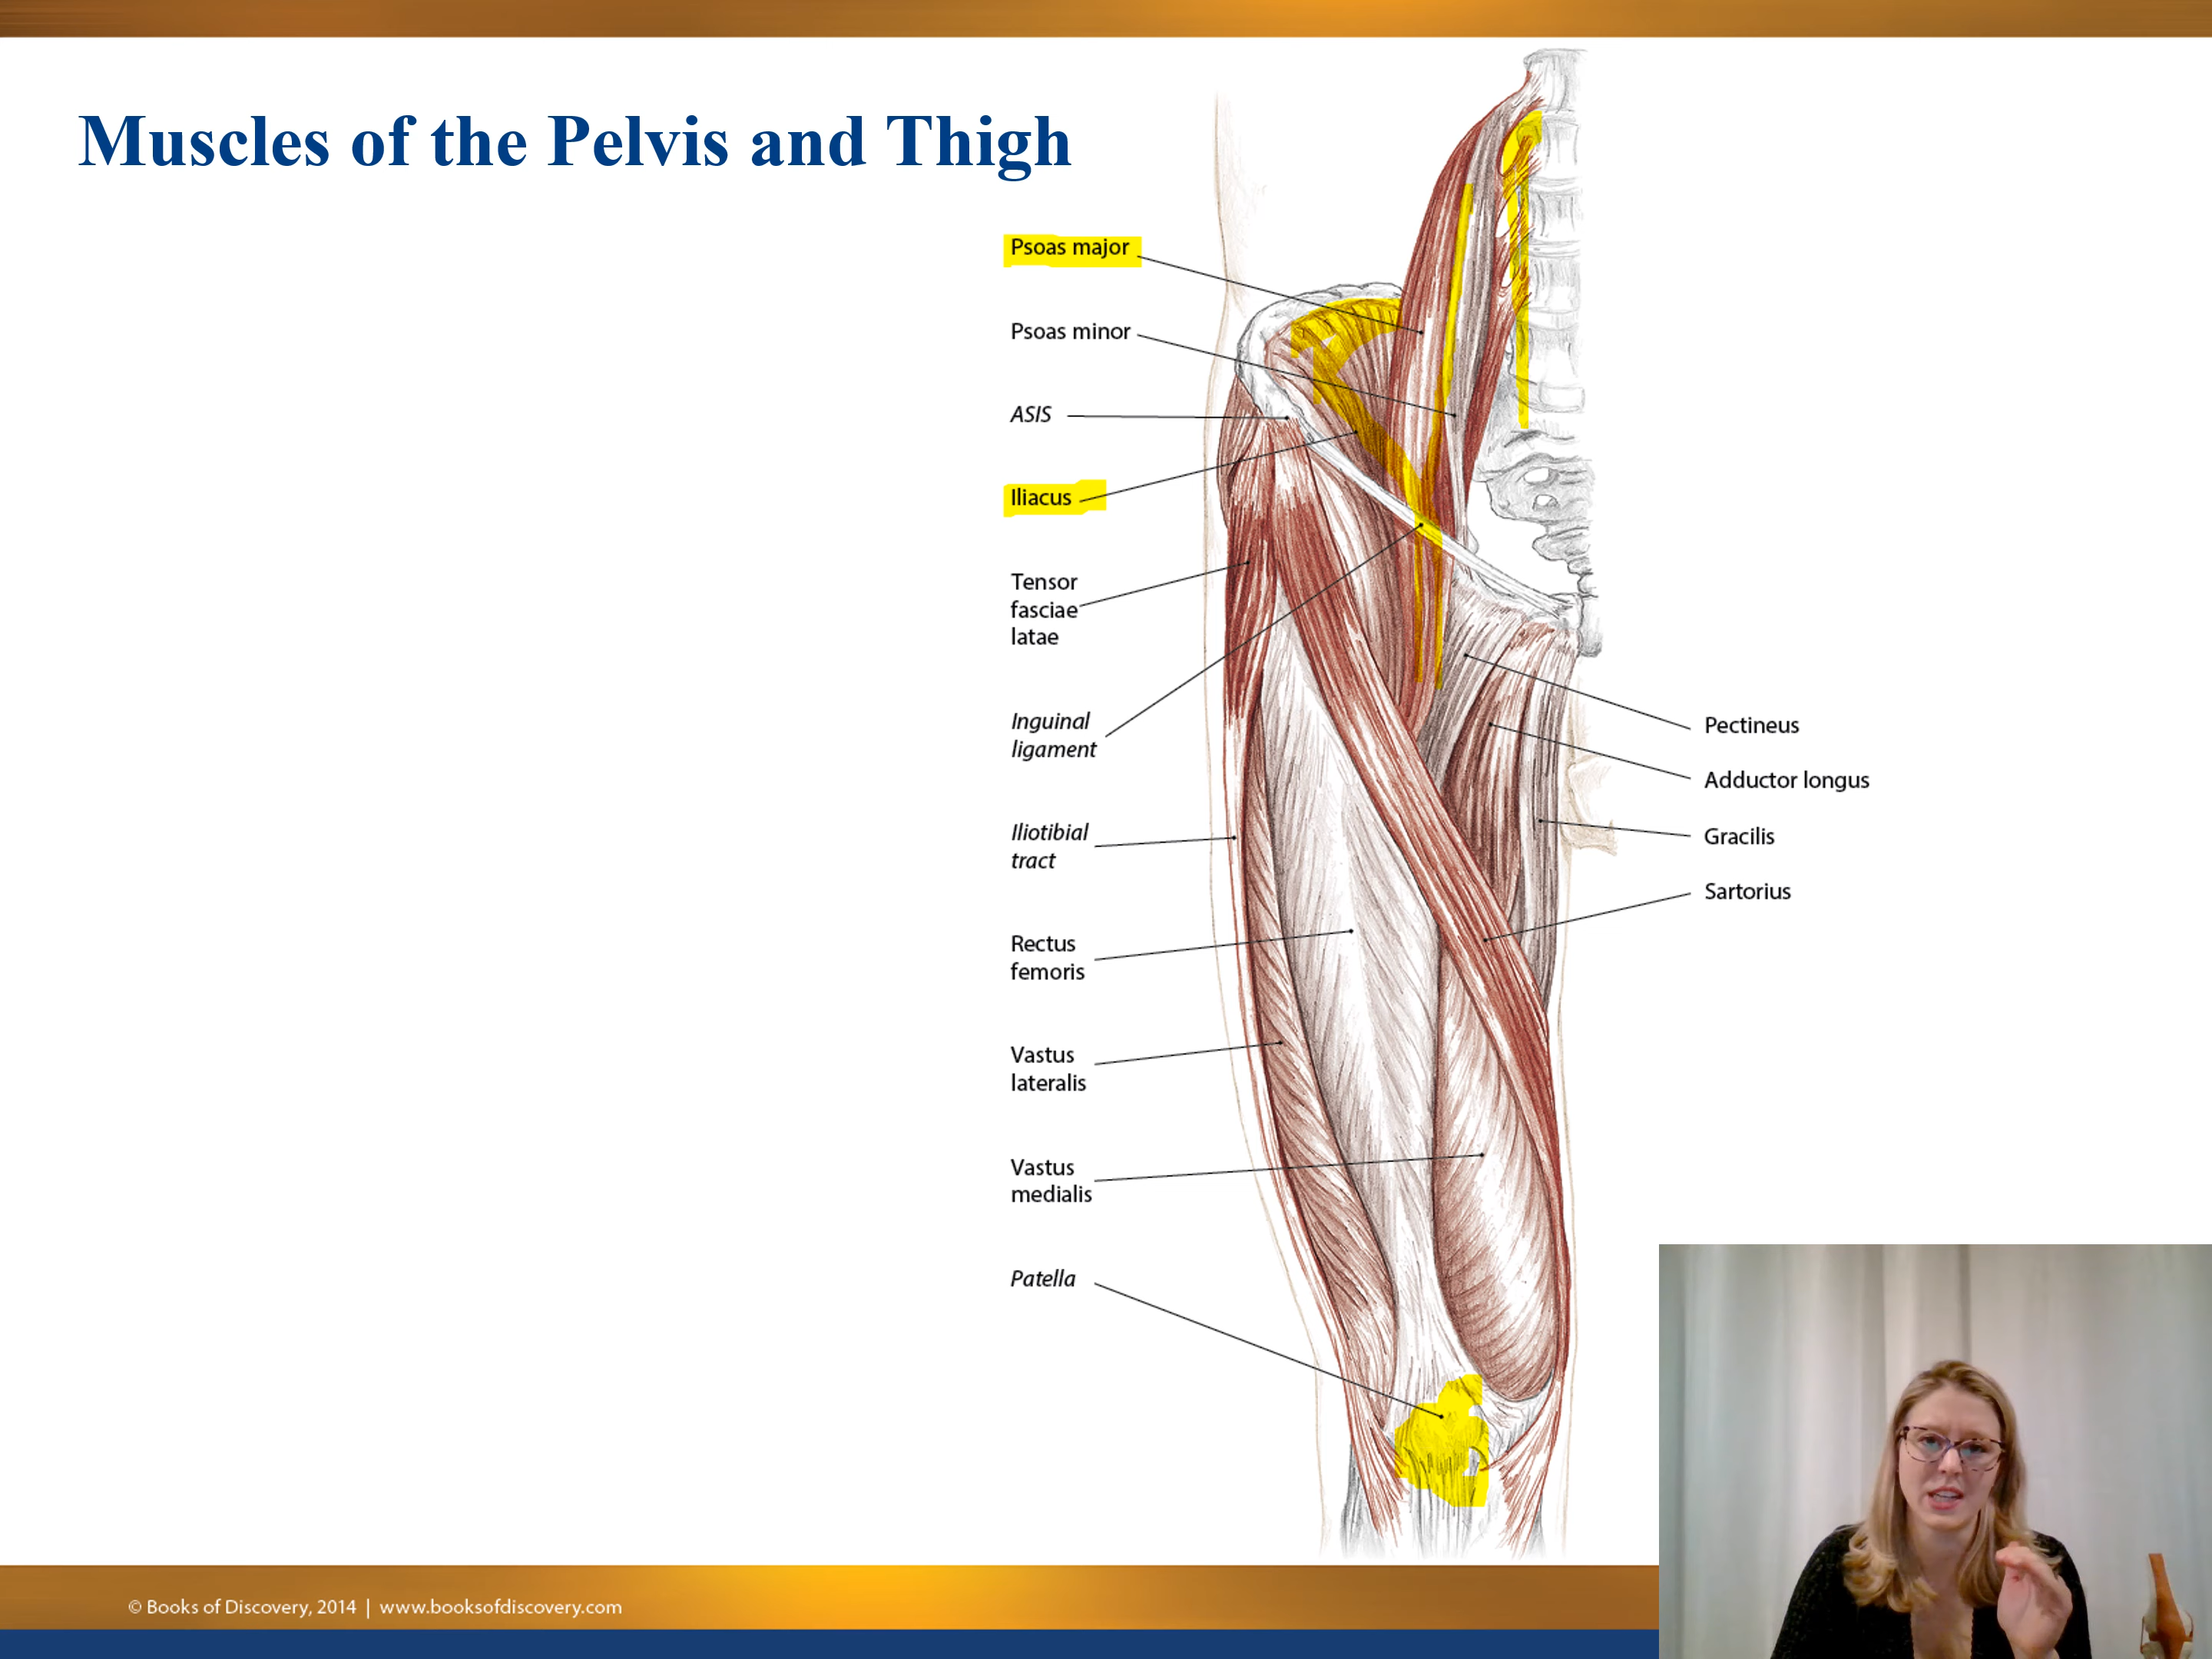 Muscles of the Pelvis and Thigh
Psoas major
Psoas minor
ASIS
Iliacus
Tensor
fasciae
latae
Inguinal
ligament
Iliotibial
tract
Rectus
femoris
Vastus
lateralis
Vastus
medialis
Patella
Pectineus
Adductor longus
Gracilis
Sartorius
© Books of Discovery, 2014 | www.booksofdiscovery.com